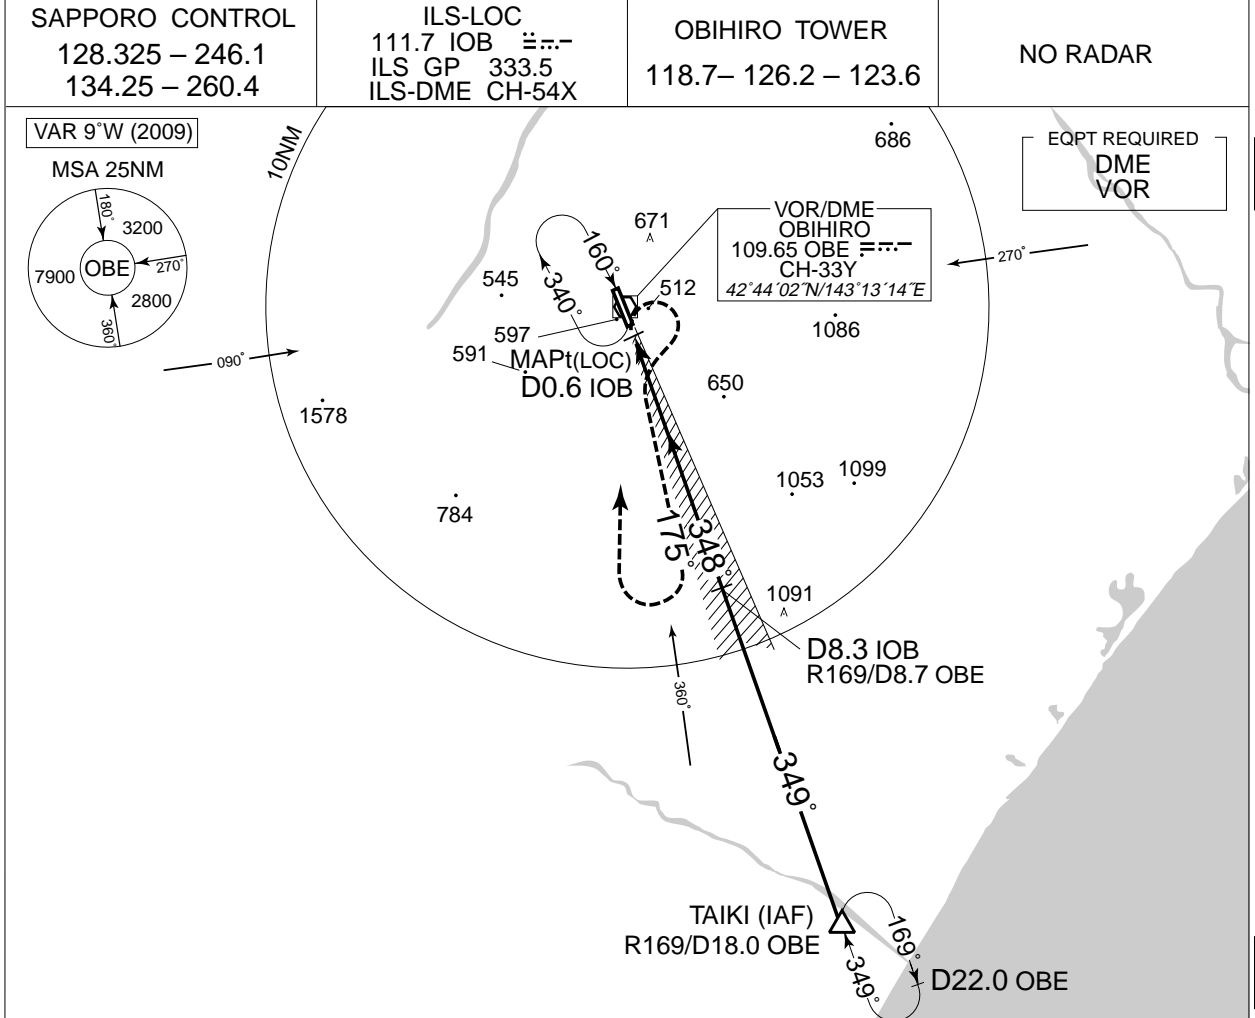 SAPPORO CONTROL
128.325 – 246.1
134.25 – 260.4
ILS-LOC
111.7 IOB
ILS GP 333.5
ILS-DME CH-54X
OBIHIRO TOWER
118.7– 126.2 – 123.6
NO RADAR
VAR 9°W (2009)
MSA 25NM
180°
3200
7900
OBE
270°
2800
360°
10NM
686
EQPT REQUIRED
DME
VOR
VOR/DME
OBIHIRO
109.65 OBE
CH-33Y
42°44´02˝N/143°13´14˝E
671
160°
340°
545
512
270°
597
1086
591
MAPt(LOC)
D0.6 IOB
090°
650
1578
1053
1099
784
175°
348°
1091
D8.3 IOB
R169/D8.7 OBE
360°
349°
TAIKI (IAF)
R169/D18.0 OBE
169°
349°
D22.0 OBE